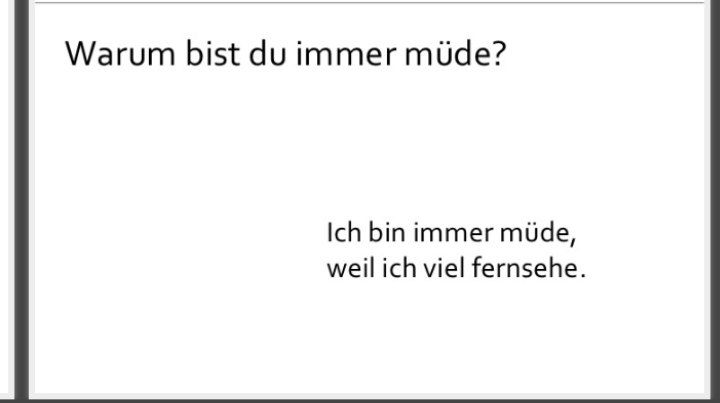 Warum bist du immer müde?
Ich bin immer müde,
weil ich viel fernsehe.